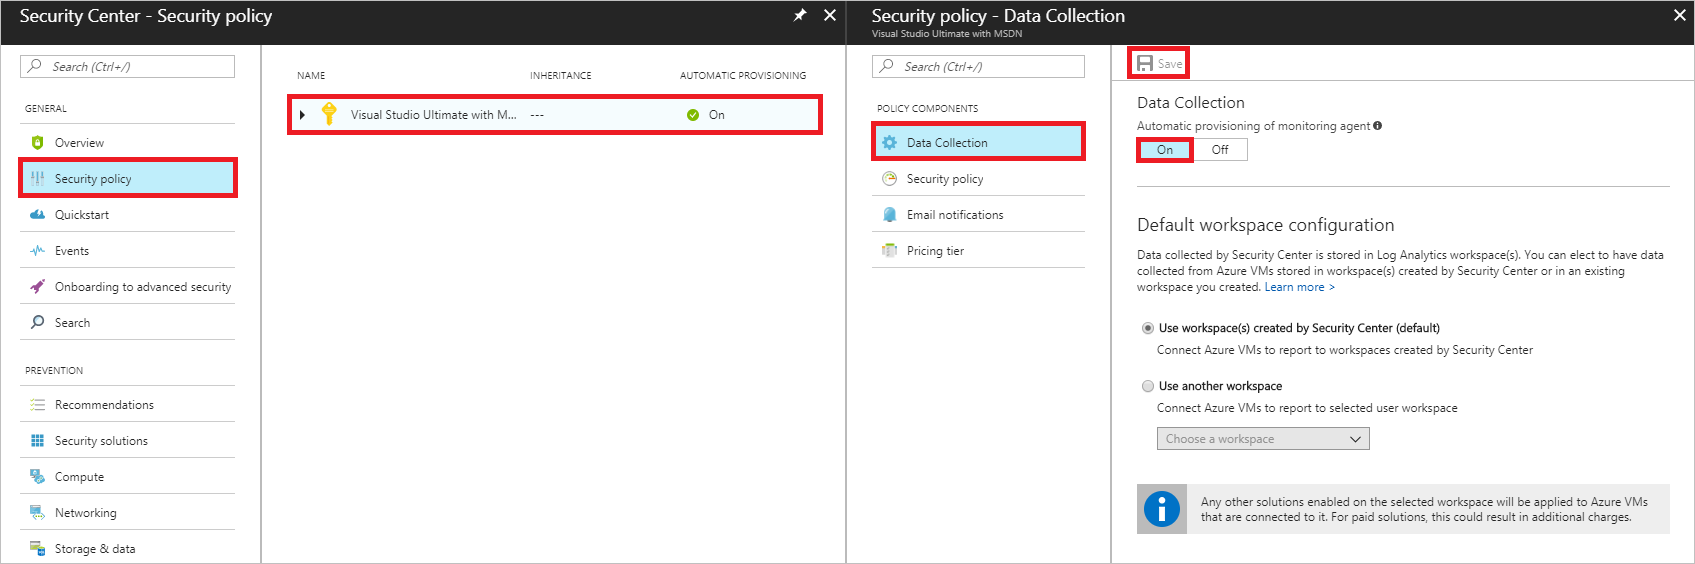 Security Center - Security policy
Search (Ctrl+/)
GENERAL
Overview
Security policy
Quickstart
Events
Onboarding to advanced security
Search
PREVENTION
Recommendations
Security solutions
Compute
Networking
Storage & data
NAME INHERITANCE AUTOMATIC PROVISIONING
Visual Studio Ultimate with M... --- On
Security policy - Data Collection
Visual Studio Ultimate with MSDN
Search (Ctrl+/)
POLICY COMPONENTS
Data Collection
Security policy
Email notifications
Pricing tier
Save
Data Collection
Automatic provisioning of monitoring agent
On Off
Default workspace configuration
Data collected by Security Center is stored in Log Analytics workspace(s). You can elect to have data
collected from Azure VMs stored in workspace(s) created by Security Center or in an existing
workspace you created. Learn more >
Use workspace(s) created by Security Center (default)
Connect Azure VMs to report to workspaces created by Security Center
Use another workspace
Connect Azure VMs to report to selected user workspace
Choose a workspace
Any other solutions enabled on the selected workspace will be applied to Azure VMs
that are connected to it. For paid solutions, this could result in additional charges.